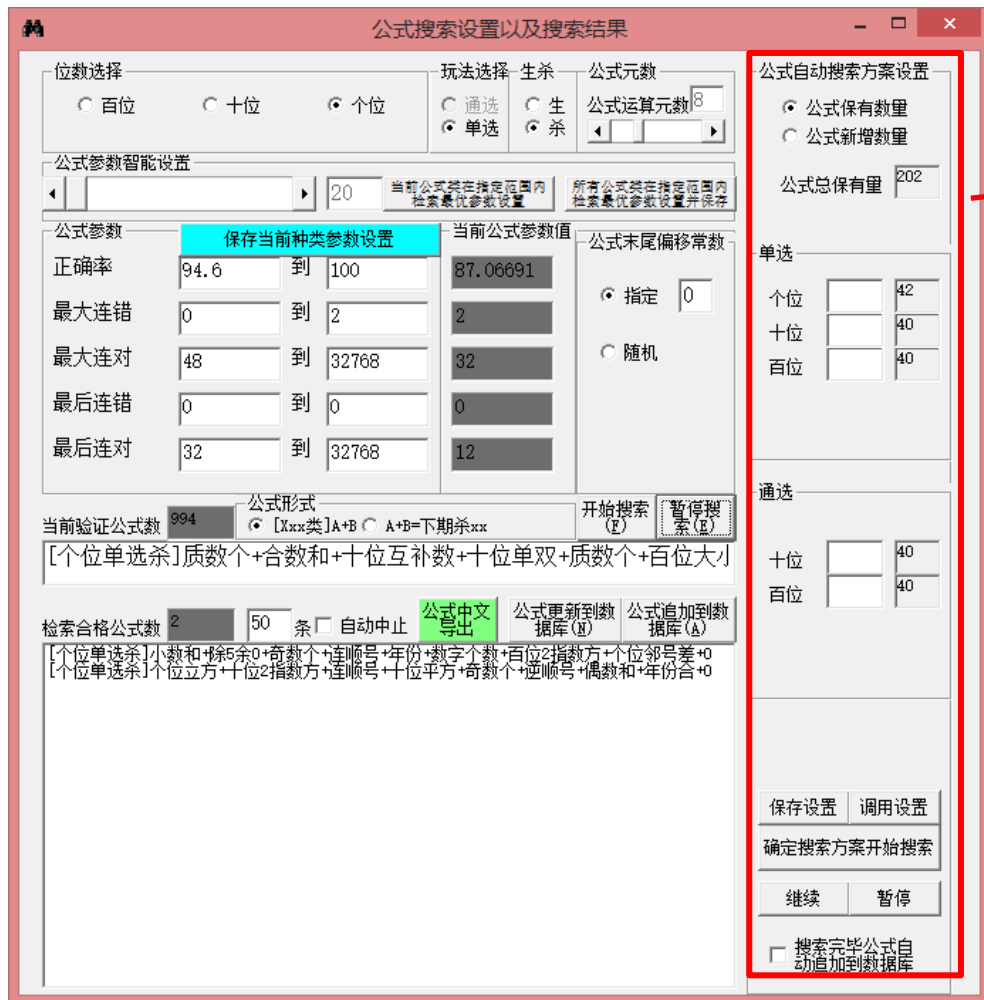 公式搜索设置以及搜索结果
位数选择
百位 十位 个位
玩法选择
通选
单选
生杀
生
杀
公式元数
公式运算元数 8
公式参数智能设置
20
当前公式类在指定范围内
检索最优参数设置
所有公式类在指定范围内
检索最优参数设置并保存
公式参数
保存当前种类参数设置
当前公式参数值
正确率 94.6 到 100 87.06691
最大连错 0 到 2 2
最大连对 48 到 32768 32
最后连错 0 到 0 0
最后连对 32 到 32768 12
公式末尾偏移常数
指定 0
随机
当前验证公式数 994
公式形式
[Xxx类]A+B A+B=下期杀xx
开始搜索
(F)
暂停搜
索(E)
[个位单选杀]质数个+合数和+十位互补数+十位单双+质数个+百位大小
检索合格公式数 2 50 条 自动中止
公式中文
导出
公式更新到数
据库(N)
公式追加到数
据库(A)
[个位单选杀]小数和+除5余0+奇数个+连顺号+年份+数字个数+百位2指数方+个位邻号差+0
[个位单选杀]个位立方+十位2指数方+连顺号+十位平方+奇数个+逆顺号+偶数和+年份合+0
公式自动搜索方案设置
公式保有数量
公式新增数量
公式总保有量 202
单选
个位 42
十位 40
百位 40
通选
十位 40
百位 40
保存设置 调用设置
确定搜索方案开始搜索
继续 暂停
搜索完毕公式自
动追加到数据库